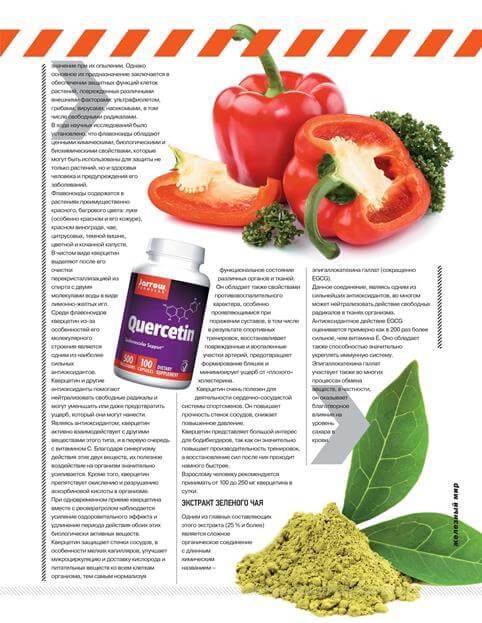 значение при их опылении. Однако
основное их предназначение заключается в
обеспечении защитных функций клеток
растений, поврежденных различными
внешними факторами: ультрафиолетом,
грибами, вирусами, насекомыми, в том
числе свободными радикалами.
В ходе научных исследований было
установлено, что флавоноиды обладают
ценными химическими, биологическими и
биохимическими свойствами, которые
могут быть использованы для защиты не
только растений, но и здоровья
человека и предупреждения его
заболеваний.
Флавоноиды содержатся в
растениях преимущественно
красного, багрового цвета: луке
(особенно красном и его кожуре),
красном винограде, чае,
цитрусовых, темной вишне,
цветной и кочанной капусте.
В чистом виде кверцетин
выделяют после его
очистки
перекристаллизацией из
спирта с двумя
молекулами воды в виде
лимонно-желтых игл.
Среди флавоноидов
кверцетин из-за
особенностей его
молекулярного
строения является
одним из наиболее
сильных
антиоксидантов.
Кверцетин и другие
антиоксиданты помогают
нейтрализовать свободные радикалы и
могут уменьшать или даже предотвратить
ущерб, который они могут нанести.
Являясь антиоксидантом, кверцетин
активно взаимодействует с другими
веществами этого типа, и в первую очередь
с витамином С. Благодаря синергизму
действия этих двух веществ, их полезное
воздействие на организм значительно
усиливается. Кроме того, кверцетин
препятствует окислению и разрушению
аскорбиновой кислоты в организме.
При одновременном приеме кверцетина
вместе с ресвератролом наблюдается
усиление оздоровительного эффекта и
удлинение периода действия обоих этих
биологически активных веществ.
Кверцетин защищает стенки сосудов, в
особенности мелких капилляров, улучшает
микроциркуляцию и доставку кислорода и
питательных веществ ко всем клеткам
организма, тем самым нормализуя
Jarrow
FORMULAS
Quercetin
Cardiovascular Support
500
MILLIGRAMS
100
CAPSULES
DIETARY
SUPPLEMENT
функциональное состояние
различных органов и тканей.
Он обладает также свойствами
противовоспалительного
характера, особенно
проявляющимися при
поражении суставов, в том числе
в результате спортивных
тренировок, восстанавливает
поврежденные и воспаленные
участки артерий, предотвращает
формирование бляшек и
минимизирует ущерб от «плохого»
холестерина.
Кверцетин очень полезен для
деятельности сердечно-сосудистой
системы спортсменов. Он повышает
прочность стенок сосудов, снижает
повышенное давление.
Кверцетин представляет большой интерес
для бодибилдеров, так как он значительно
повышает производительность тренировок,
а восстановление сил после них проходит
намного быстрее.
Взрослому человеку рекомендуется
принимать от 100 до 250 мг кверцетина в
сутки.
ЭКСТРАКТ ЗЕЛЕНОГО ЧАЯ
Одним из главных составляющих
этого экстракта (25 % и более)
является сложное
органическое соединение
с длинным
химическим
названием –
эпигаллокатехина галлат (сокращенно
EGCG).
Данное соединение, являясь одним из
сильнейших антиоксидантов, во многом
может нейтрализовать действие свободных
радикалов в тканях организма.
Антиоксидантное действие EGCG
оценивается примерно как в 200 раз более
сильное, чем витамина Е. Оно обладает
также способностью значительно
укреплять иммунную систему.
Эпигаллокатехина галлат
участвует также во многих
процессах обмена
веществ, в частности,
он оказывает
благотворное
влияние на
уровень
сахара в
крови.
железный мир